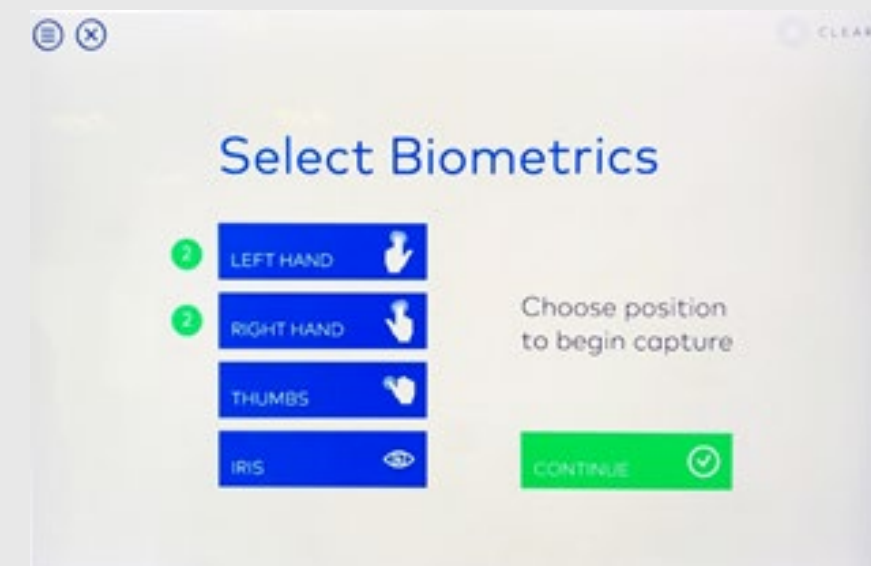 CLEAR
Select Biometrics
2 LEFT HAND
2 RIGHT HAND
THUMBS
IRIS
Choose position
to begin capture
CONTINUE